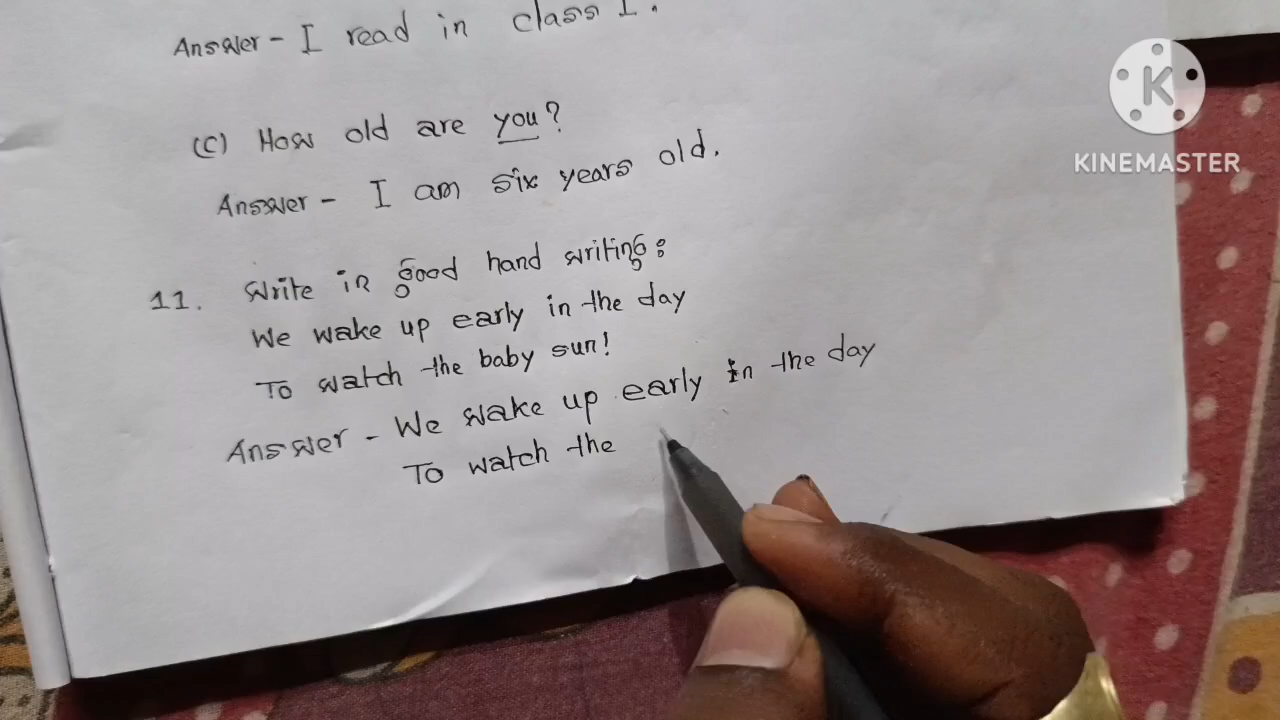 Answer - I read in class I.
(C) How old are you?
Answer - I am six years old.
11. Write in good hand writing:
We wake up early in the day
To watch the baby sun!
Answer - We wake up early in the day
To watch the
K
KINEMASTER